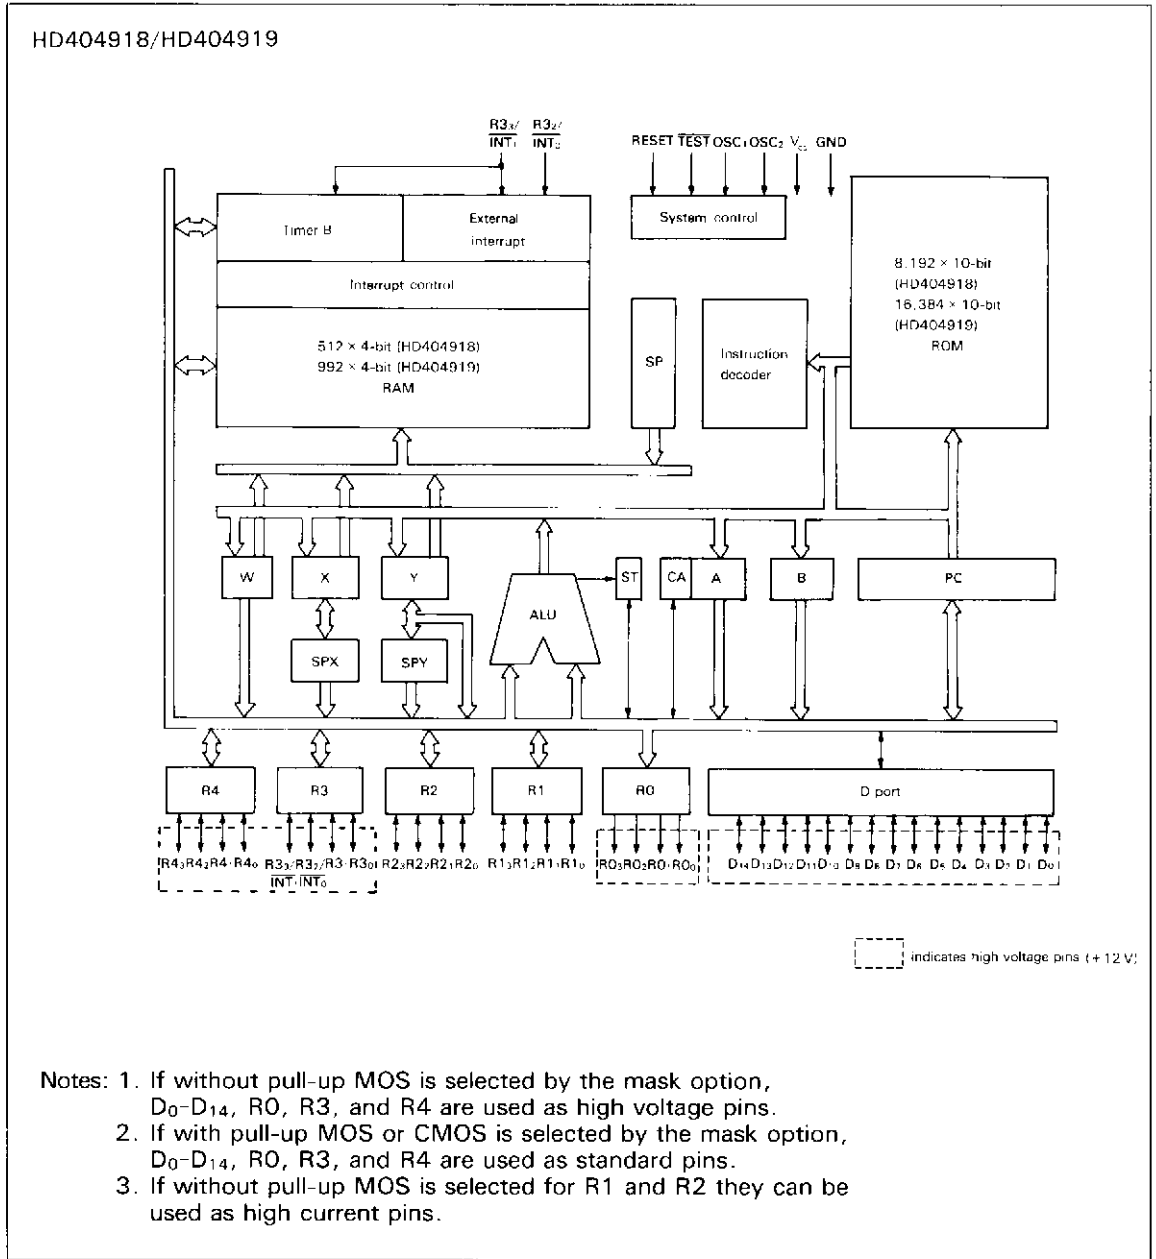 HD404918/HD404919
R3₃/ R3₂/
INT₁ INT₀
RESET TEST OSC₁ OSC₂ Vcc GND
Timer B
External
interrupt
System control
Interrupt control
8,192 × 10-bit
(HD404918)
16,384 × 10-bit
(HD404919)
ROM
512 × 4-bit (HD404918)
992 × 4-bit (HD404919)
RAM
SP
Instruction
decoder
W X Y ST CA A B PC
ALU
SPX SPY
R4 R3 R2 R1 R0 D port
R4₃ R4₂ R4₁ R4₀ R3₃/ R3₂/ R3₁ R3₀ R2₃ R2₂ R2₁ R2₀ R1₃ R1₂ R1₁ R1₀ R0₃ R0₂ R0₁ R0₀ D₁₄ D₁₃ D₁₂ D₁₁ D₁₀ D₉ D₈ D₇ D₆ D₅ D₄ D₃ D₂ D₁ D₀
INT₁ INT₀
indicates high voltage pins (+12 V)
Notes: 1. If without pull-up MOS is selected by the mask option,
D₀-D₁₄, R0, R3, and R4 are used as high voltage pins.
2. If with pull-up MOS or CMOS is selected by the mask option,
D₀-D₁₄, R0, R3, and R4 are used as standard pins.
3. If without pull-up MOS is selected for R1 and R2 they can be
used as high current pins.